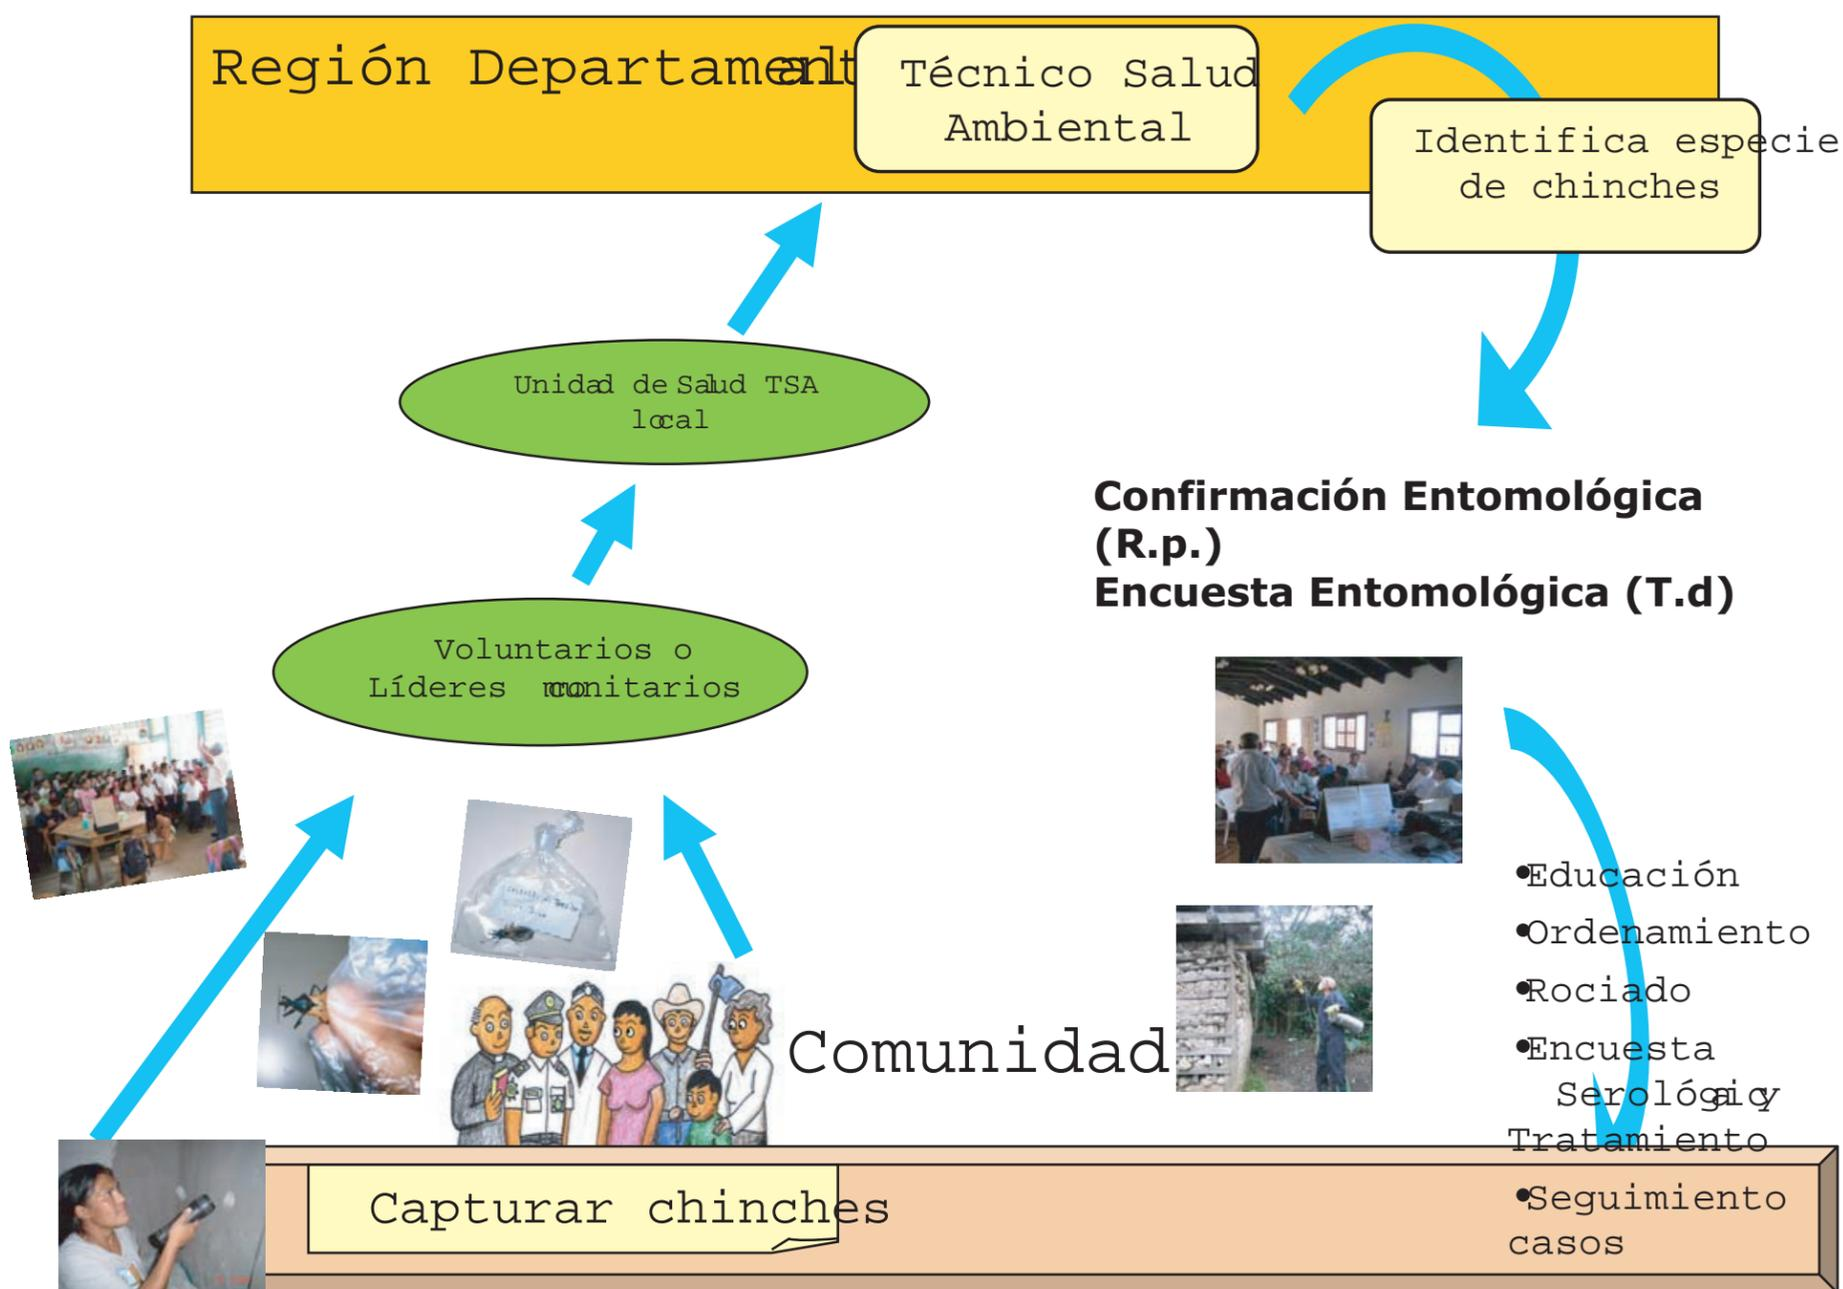 Región Departamental
Técnico Salud
Ambiental
Identifica especie
de chinches
Unidad de Salud TSA
local
Confirmación Entomológica
(R.p.)
Encuesta Entomológica (T.d)
Voluntarios o
Líderes comunitarios
•Educación
•Ordenamiento
•Rociado
•Encuesta
Serológica y
Tratamiento
•Seguimiento
casos
Comunidad
Capturar chinches